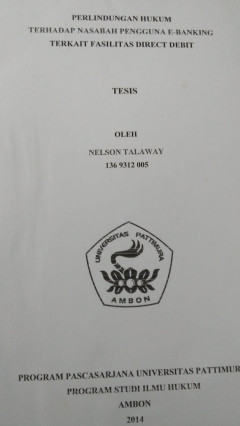 PERLINDUNGAN HUKUM
TERHADAP NASABAH PENGGUNA E-BANKING
TERKAIT FASILITAS DIRECT DEBIT
TESIS
OLEH
NELSON TALAWAY
136 9312 005
UNIVERSITAS PATTIMURA
AMBON
PROGRAM PASCASARJANA UNIVERSITAS PATTIMUR
PROGRAM STUDI ILMU HUKUM
AMBON
2014